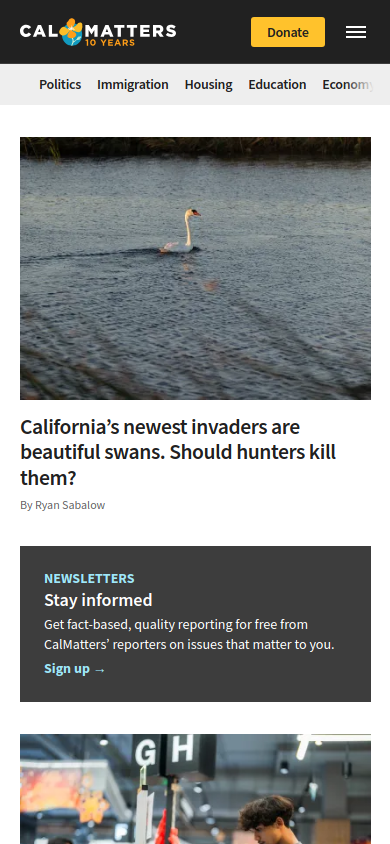 CALMATTERS
10 YEARS
Donate
Politics Immigration Housing Education Economy
California’s newest invaders are
beautiful swans. Should hunters kill
them?
By Ryan Sabalow
NEWSLETTERS
Stay informed
Get fact-based, quality reporting for free from
CalMatters’ reporters on issues that matter to you.
Sign up →
G H